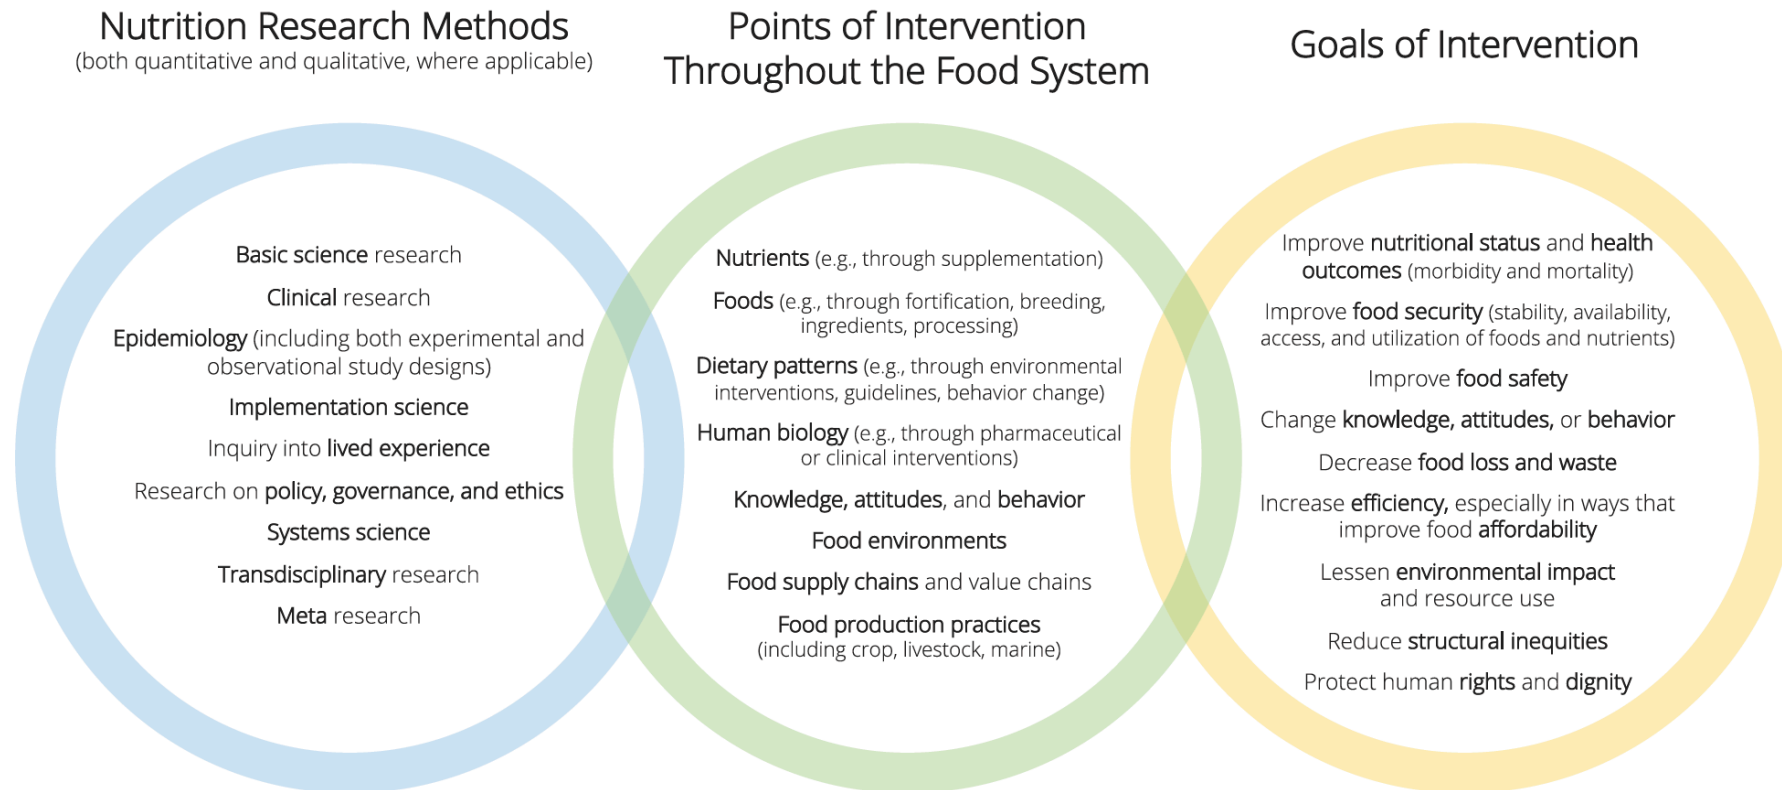 Nutrition Research Methods
(both quantitative and qualitative, where applicable)
Basic science research
Clinical research
Epidemiology (including both experimental and
observational study designs)
Implementation science
Inquiry into lived experience
Research on policy, governance, and ethics
Systems science
Transdisciplinary research
Meta research
Points of Intervention
Throughout the Food System
Nutrients (e.g., through supplementation)
Foods (e.g., through fortification, breeding,
ingredients, processing)
Dietary patterns (e.g., through environmental
interventions, guidelines, behavior change)
Human biology (e.g., through pharmaceutical
or clinical interventions)
Knowledge, attitudes, and behavior
Food environments
Food supply chains and value chains
Food production practices
(including crop, livestock, marine)
Goals of Intervention
Improve nutritional status and health
outcomes (morbidity and mortality)
Improve food security (stability, availability,
access, and utilization of foods and nutrients)
Improve food safety
Change knowledge, attitudes, or behavior
Decrease food loss and waste
Increase efficiency, especially in ways that
improve food affordability
Lessen environmental impact
and resource use
Reduce structural inequities
Protect human rights and dignity